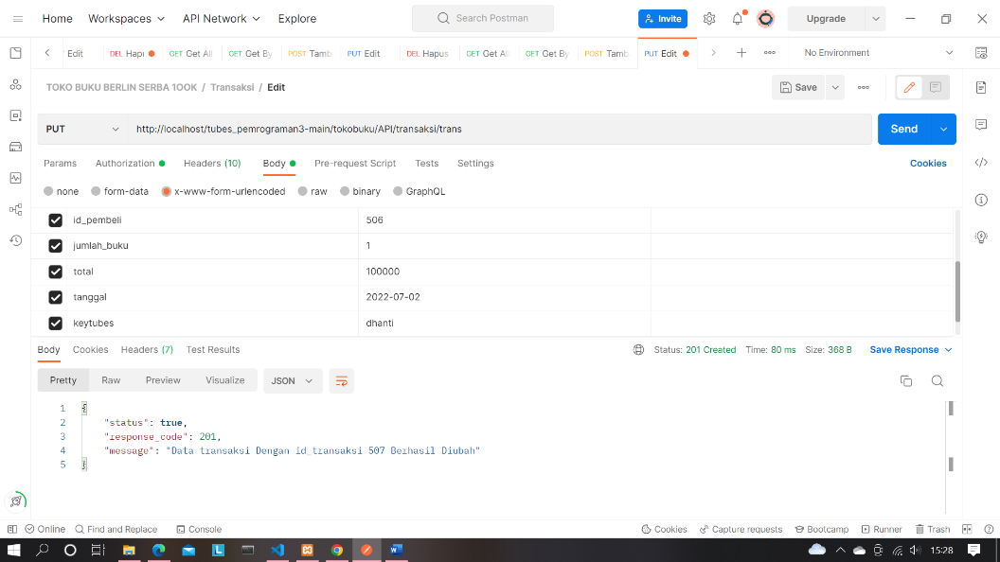 Home Workspaces API Network Explore Search Postman Invite Upgrade
Edit DEL Hapu GET Get All GET Get By POST Tamb PUT Edit DEL Hapus GET Get All GET Get By POST Tamb PUT Edit No Environment
TOKO BUKU BERLIN SERBA 1OOK / Transaksi / Edit Save
PUT http://localhost/tubes_pemrograman3-main/tokobuku/API/transaksi/trans Send
Params Authorization Headers (10) Body Pre-request Script Tests Settings Cookies
none form-data x-www-form-urlencoded raw binary GraphQL
id_pembeli 506
jumlah_buku 1
total 100000
tanggal 2022-07-02
keytubes dhanti
Body Cookies Headers (7) Test Results Status: 201 Created Time: 80 ms Size: 368 B Save Response
Pretty Raw Preview Visualize JSON
1 {
2 "status": true,
3 "response_code": 201,
4 "message": "Data transaksi Dengan id_transaksi 507 Berhasil Diubah"
5 }
Online Find and Replace Console Cookies Capture requests Bootcamp Runner Trash
15:28